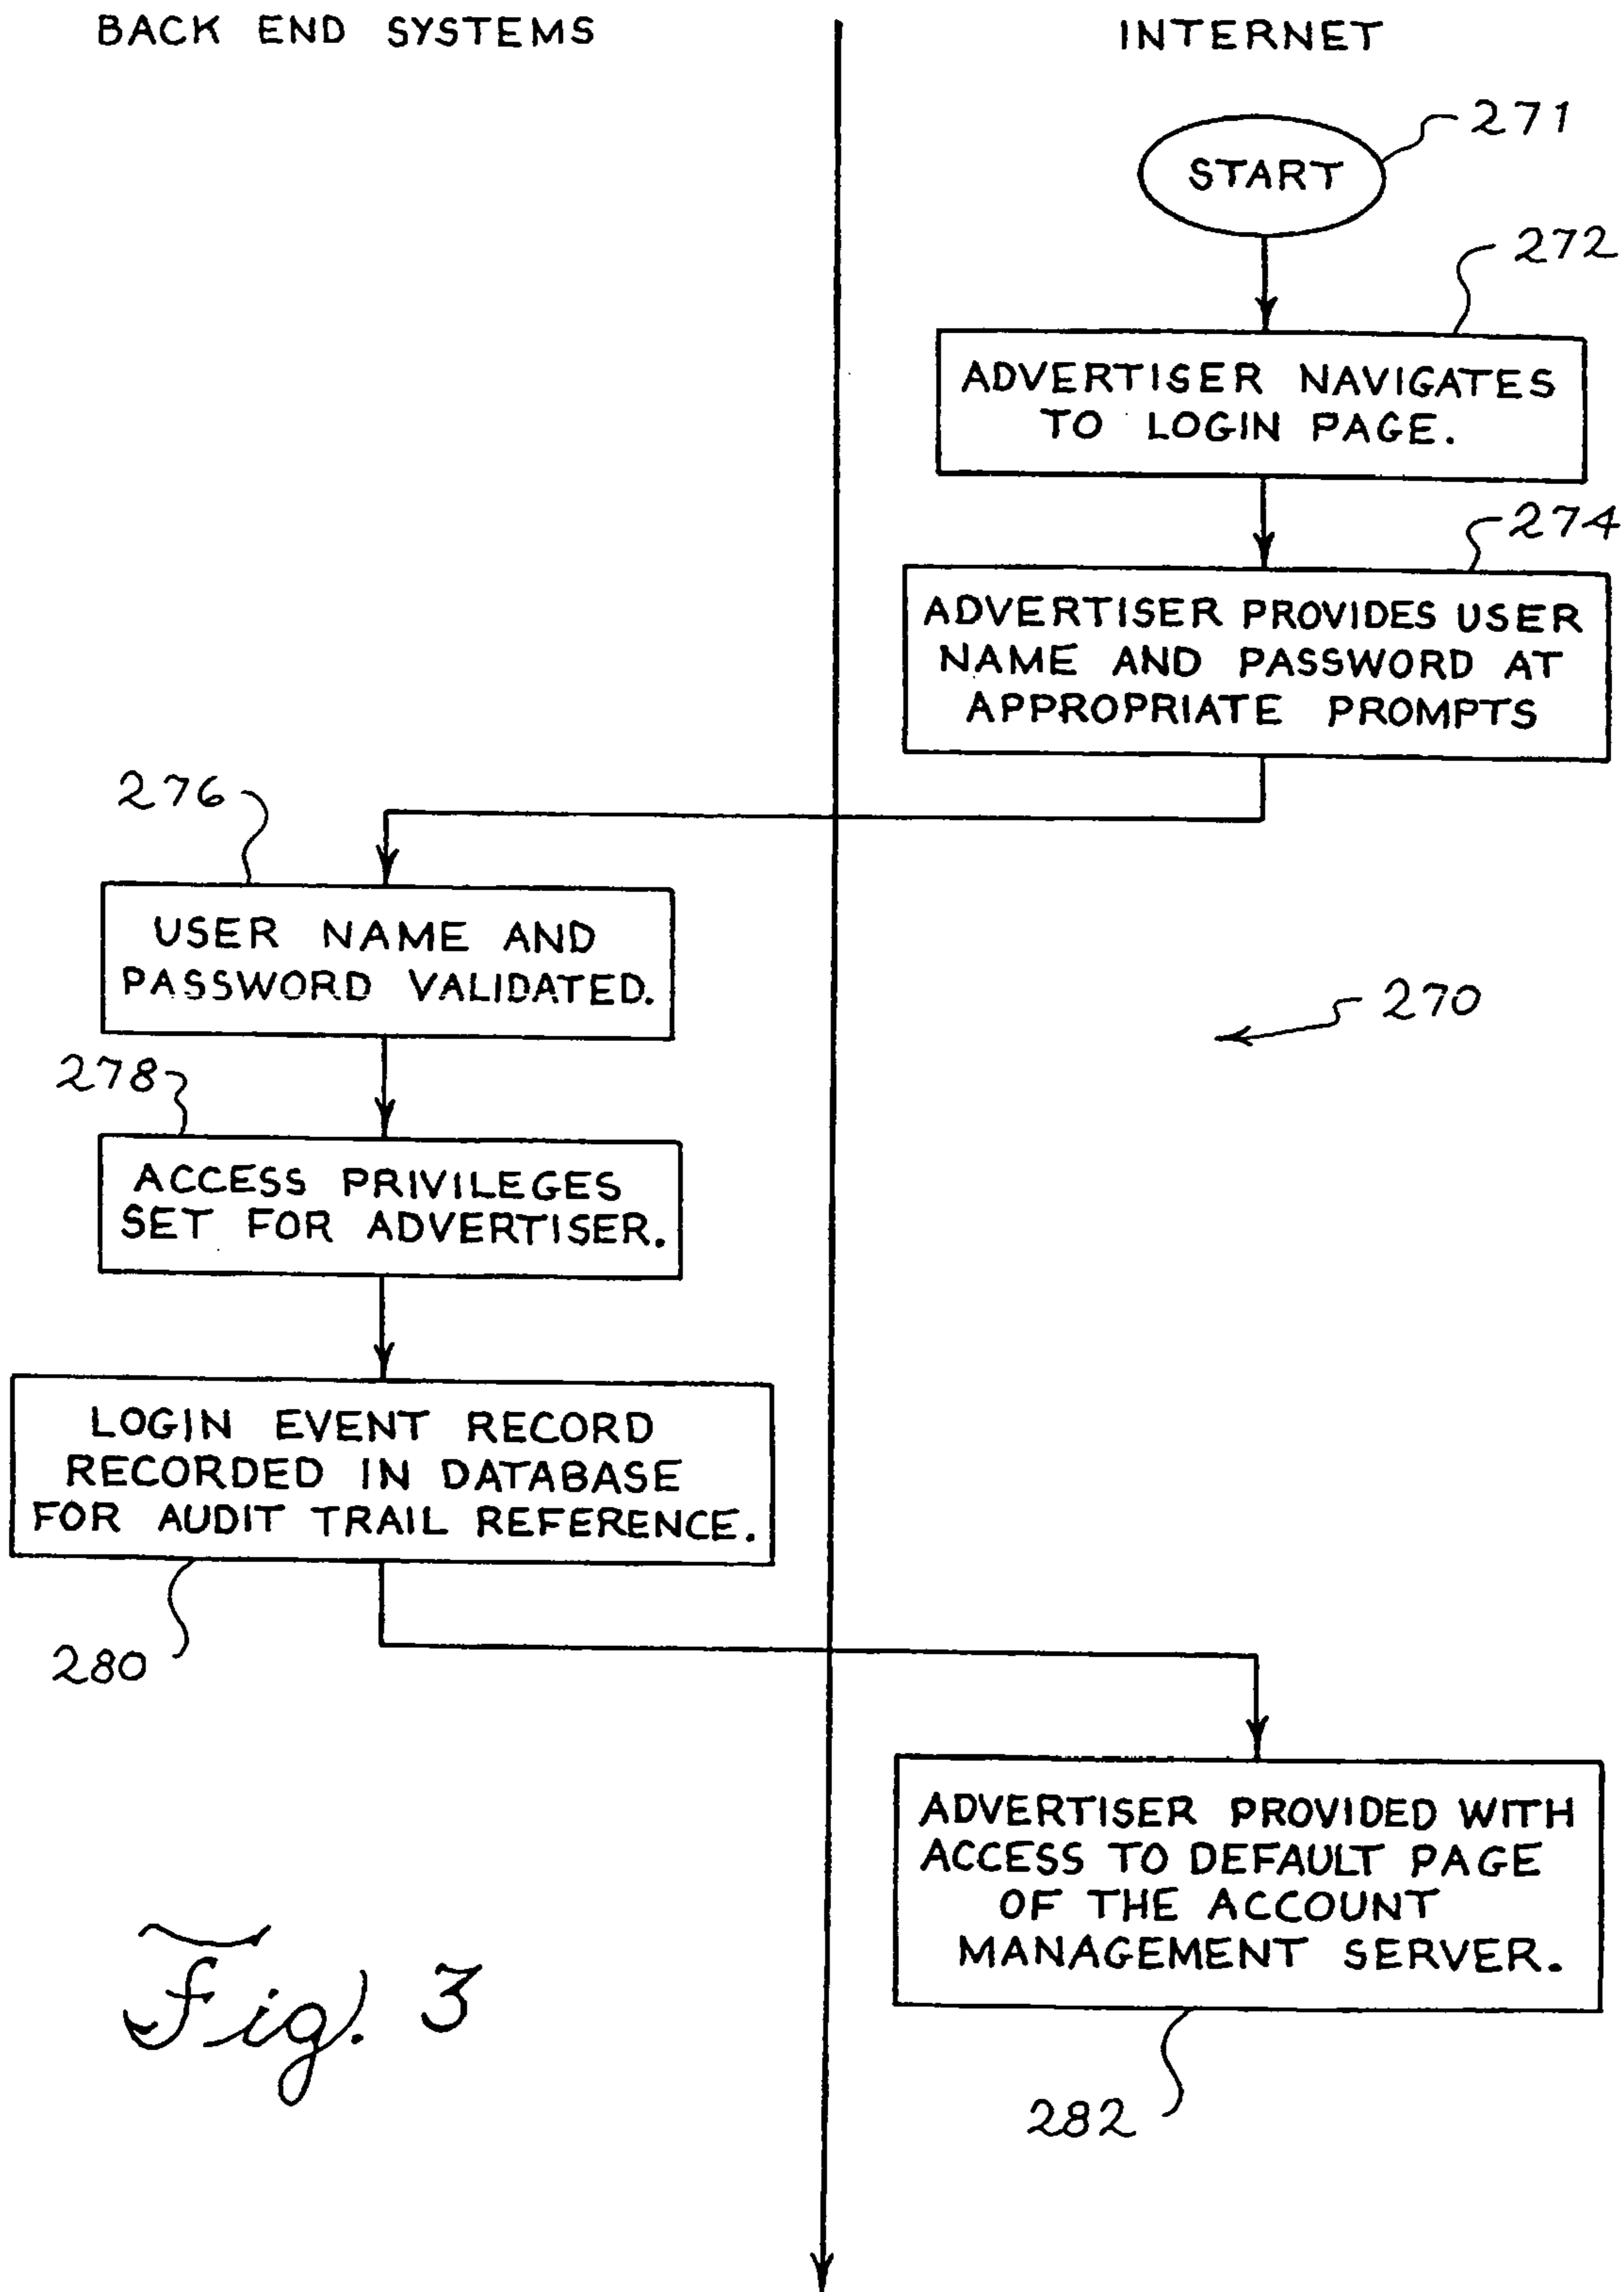 BACK END SYSTEMS
INTERNET
271
START
272
ADVERTISER NAVIGATES
TO LOGIN PAGE.
274
ADVERTISER PROVIDES USER
NAME AND PASSWORD AT
APPROPRIATE PROMPTS
276
USER NAME AND
PASSWORD VALIDATED.
270
278
ACCESS PRIVILEGES
SET FOR ADVERTISER.
LOGIN EVENT RECORD
RECORDED IN DATABASE
FOR AUDIT TRAIL REFERENCE.
280
ADVERTISER PROVIDED WITH
ACCESS TO DEFAULT PAGE
OF THE ACCOUNT
MANAGEMENT SERVER.
282
Fig. 3